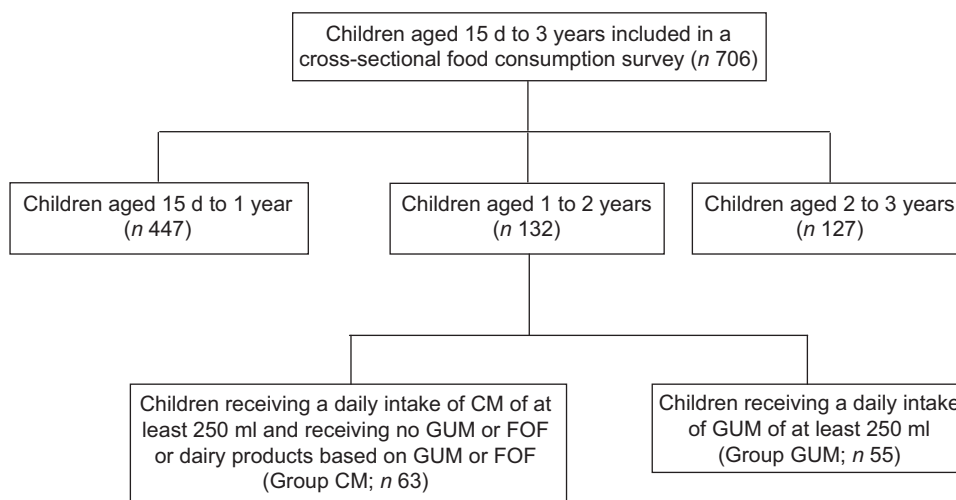 Children aged 15 d to 3 years included in a
cross-sectional food consumption survey (n 706)
Children aged 15 d to 1 year
(n 447)
Children aged 1 to 2 years
(n 132)
Children aged 2 to 3 years
(n 127)
Children receiving a daily intake of CM of at
least 250 ml and receiving no GUM or FOF
or dairy products based on GUM or FOF
(Group CM; n 63)
Children receiving a daily intake
of GUM of at least 250 ml
(Group GUM; n 55)